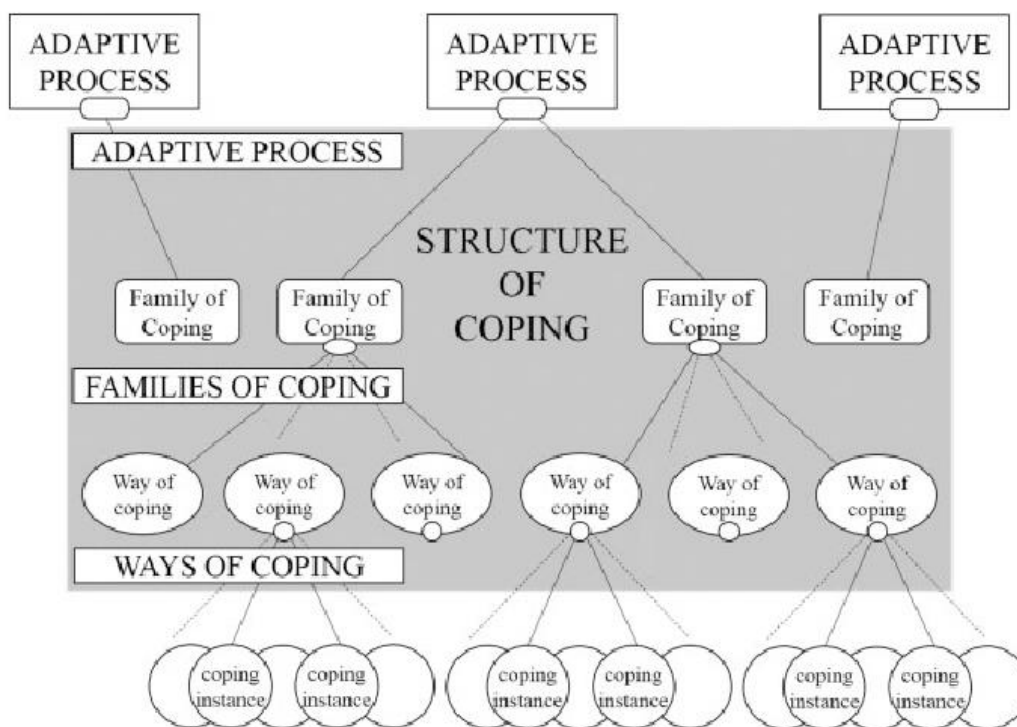 ADAPTIVE
PROCESS
ADAPTIVE
PROCESS
ADAPTIVE
PROCESS
ADAPTIVE PROCESS
STRUCTURE
OF
COPING
Family of
Coping
Family of
Coping
Family of
Coping
Family of
Coping
FAMILIES OF COPING
Way of
coping
Way of
coping
Way of
coping
Way of
coping
Way of
coping
Way of
coping
WAYS OF COPING
coping
instance
coping
instance
coping
instance
coping
instance
coping
instance
coping
instance